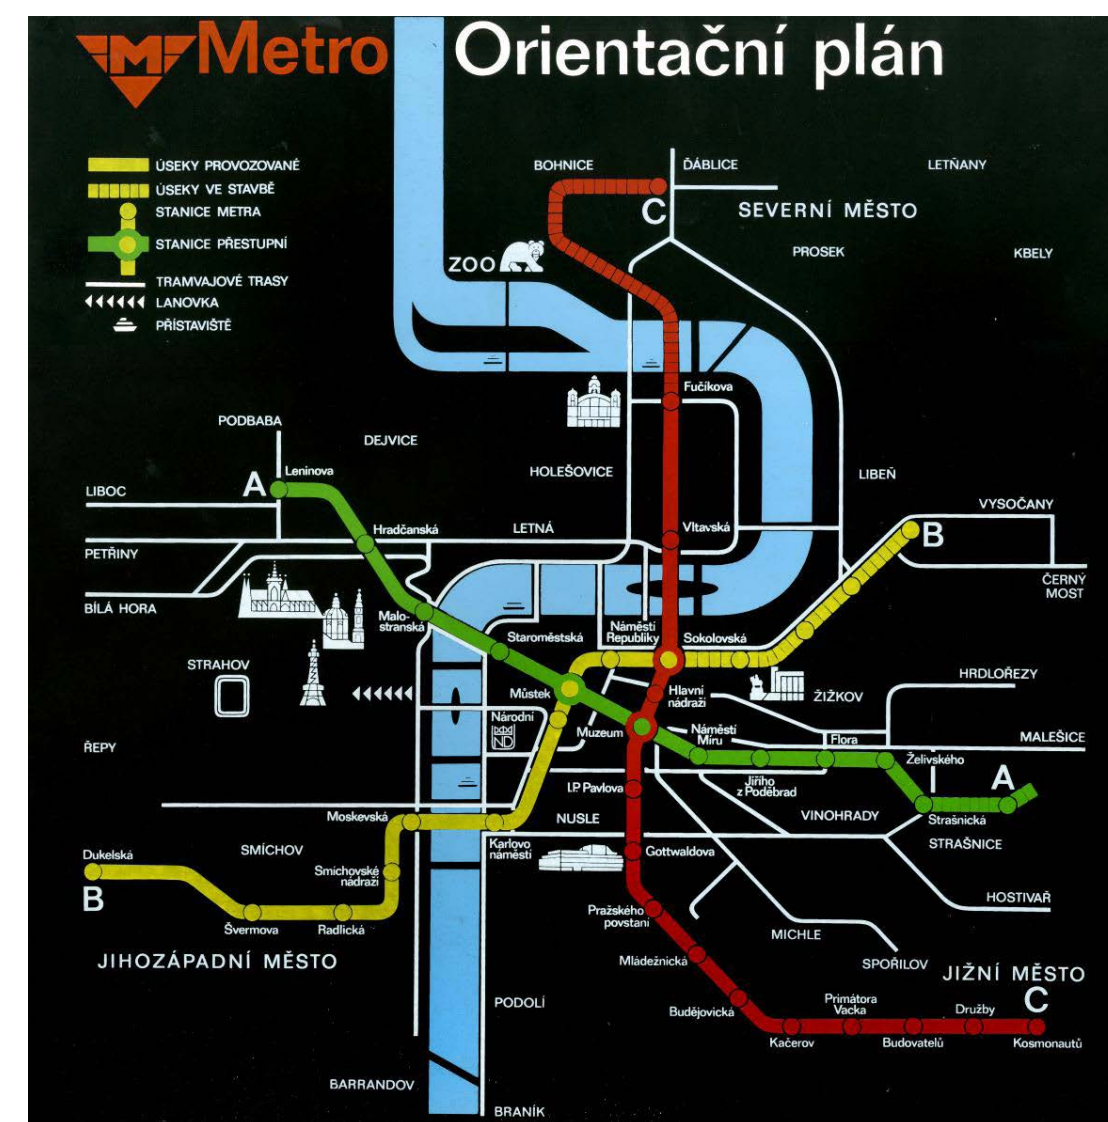 M Metro
Orientační plán
ÚSEKY PROVOZOVANÉ
ÚSEKY VE STAVBĚ
STANICE METRA
STANICE PŘESTUPNÍ
TRAMVAJOVÉ TRASY
LANOVKA
PŘÍSTAVIŠTĚ
BOHNICE
ĎÁBLICE
LETŇANY
C
SEVERNÍ MĚSTO
PROSEK
KBELY
ZOO
Fučíkova
PODBABA
DEJVICE
HOLEŠOVICE
LIBEŇ
A
Leninova
LIBOC
VYSOČANY
Hradčanská
LETNÁ
Vltavská
B
PETŘINY
ČERNÝ
MOST
BÍLÁ HORA
Malo-
stranská
Staroměstská
Náměstí
Republiky
Sokolovská
STRAHOV
HRDLOŘEZY
Můstek
Hlavní
nádraží
ŽIŽKOV
Národní
ND
Muzeum
Náměstí
Míru
Flora
MALEŠICE
ŘEPY
Želivského
A
I.P. Pavlova
Jiřího
z Poděbrad
Moskevská
NUSLE
VINOHRADY
Strašnická
Karlovo
náměstí
STRAŠNICE
Dukelská
SMÍCHOV
Gottwaldova
Smíchovské
nádraží
B
HOSTIVAŘ
Švermova
Radlická
Pražského
povstání
MICHLE
JIHOZÁPADNÍ MĚSTO
Mládežnická
SPOŘILOV
JIŽNÍ MĚSTO
C
PODOLÍ
Budějovická
Primátora
Vacka
Družby
Kačerov
Budovatelů
Kosmonautů
BARRANDOV
BRANÍK